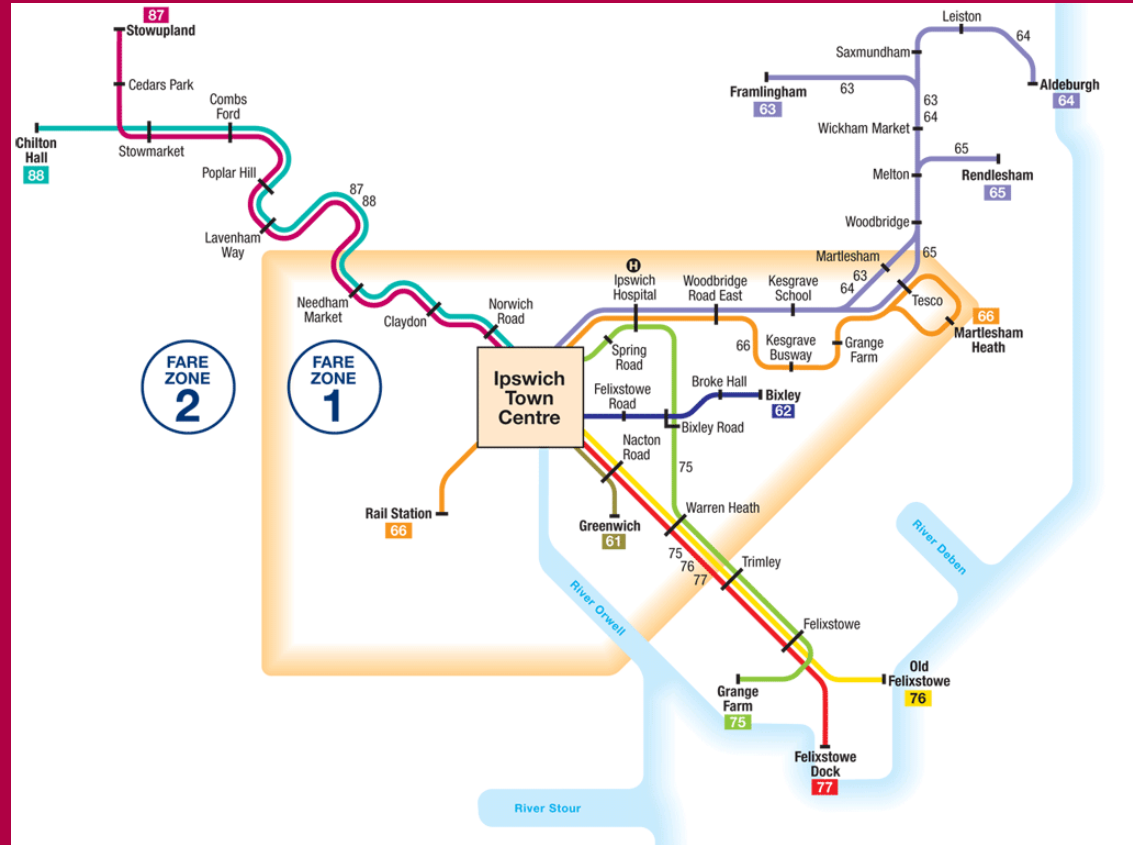 87
Stowupland
Cedars Park
Combs
Ford
Chilton
Hall
88
Stowmarket
Poplar Hill
Lavenham
Way
87
88
Needham
Market
Claydon
Norwich
Road
Leiston
64
Saxmundham
Aldeburgh
64
Framlingham
63
63
63
64
Wickham Market
65
Melton
Rendlesham
65
Woodbridge
65
Martlesham
63
64
H
Ipswich
Hospital
Woodbridge
Road East
Kesgrave
School
Tesco
66
Martlesham
Heath
66
Kesgrave
Busway
Grange
Farm
Spring
Road
FARE
ZONE
2
FARE
ZONE
1
Ipswich
Town
Centre
Felixstowe
Road
Broke Hall
Bixley
62
Bixley Road
Nacton
Road
75
Rail Station
66
Greenwich
61
Warren Heath
75
76
77
Trimley
River Deben
River Orwell
Felixstowe
Grange
Farm
75
Old
Felixstowe
76
Felixstowe
Dock
77
River Stour